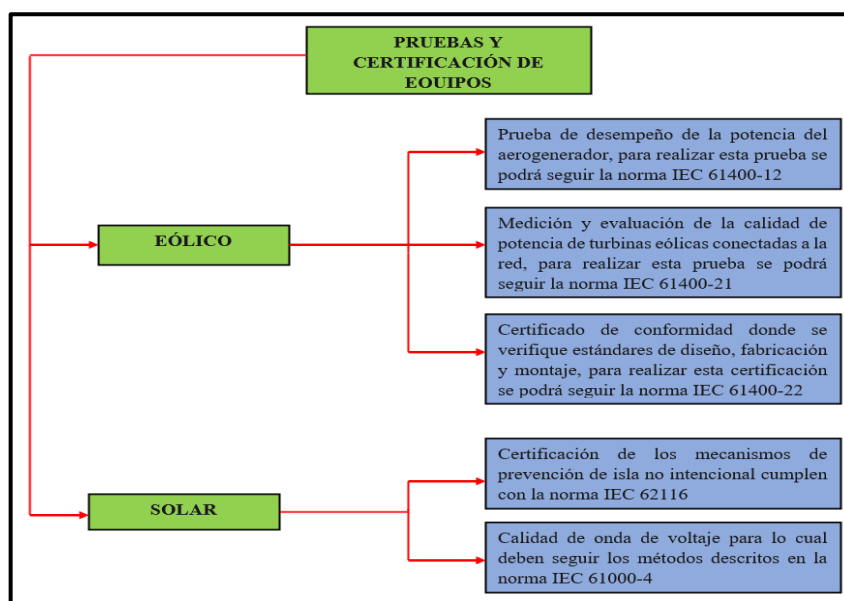 PRUEBAS Y
CERTIFICACIÓN DE
EQUIPOS
Prueba de desempeño de la potencia del
aerogenerador, para realizar esta prueba se
podrá seguir la norma IEC 61400-12
EÓLICO
Medición y evaluación de la calidad de
potencia de turbinas eólicas conectadas a la
red, para realizar esta prueba se podrá
seguir la norma IEC 61400-21
Certificado de conformidad donde se
verifique estándares de diseño, fabricación
y montaje, para realizar esta certificación
se podrá seguir la norma IEC 61400-22
Certificación de los mecanismos de
prevención de isla no intencional cumplen
con la norma IEC 62116
SOLAR
Calidad de onda de voltaje para lo cual
deben seguir los métodos descritos en la
norma IEC 61000-4